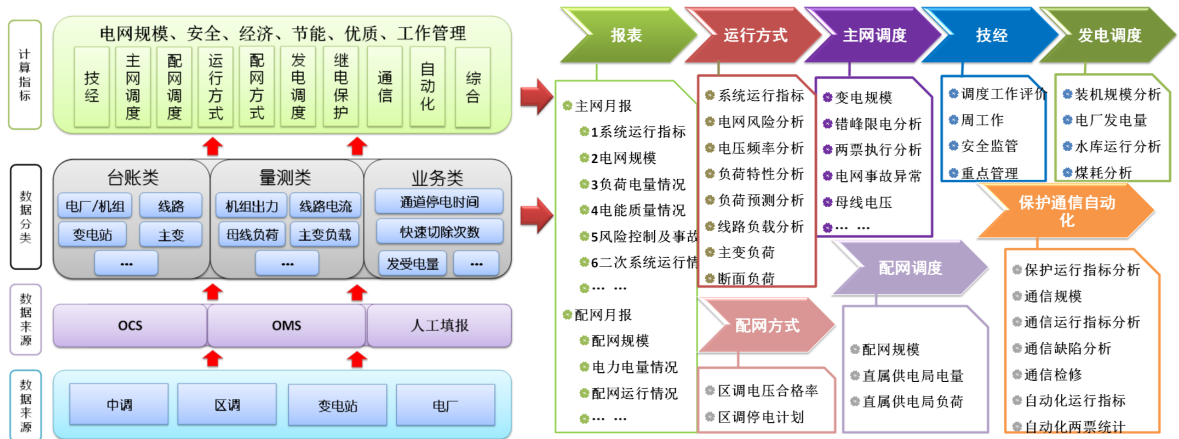 计算指标
电网规模、安全、经济、节能、优质、工作管理
技经
主网调度
配网调度
运行方式
配网方式
发电调度
继电保护
通信
自动化
综合
数据分类
台账类
电厂/机组
线路
变电站
主变
...
量测类
机组出力
线路电流
母线负荷
主变负载
...
业务类
通道停电时间
快速切除次数
发受电量
...
数据来源
OCS
OMS
人工填报
数据来源
中调
区调
变电站
电厂
报表
主网月报
1系统运行指标
2电网规模
3负荷电量情况
4电能质量情况
5风险控制及事故
6二次系统运行情
... ...
配网月报
配网规模
电力电量情况
配网运行情况
... ...
运行方式
系统运行指标
电网风险分析
电压频率分析
负荷特性分析
负荷预测分析
线路负载分析
主变负荷
断面负荷
配网方式
区调电压合格率
区调停电计划
主网调度
变电规模
错峰限电分析
两票执行分析
电网事故异常
母线电压
... ...
配网调度
配网规模
直属供电局电量
直属供电局负荷
技经
调度工作评价
周工作
安全监管
重点管理
发电调度
装机规模分析
电厂发电量
水库运行分析
煤耗分析
保护通信自动
化
保护运行指标分析
通信规模
通信运行指标分析
通信缺陷分析
通信检修
自动化运行指标
自动化两票统计